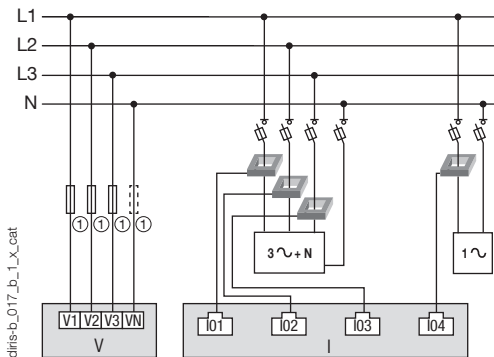 L1
L2
L3
N
① ① ① ①
3 ∿ + N
1 ∿
V1 V2 V3 VN
V
I01 I02 I03 I04
I
diris-b_017_b_1_x_cat